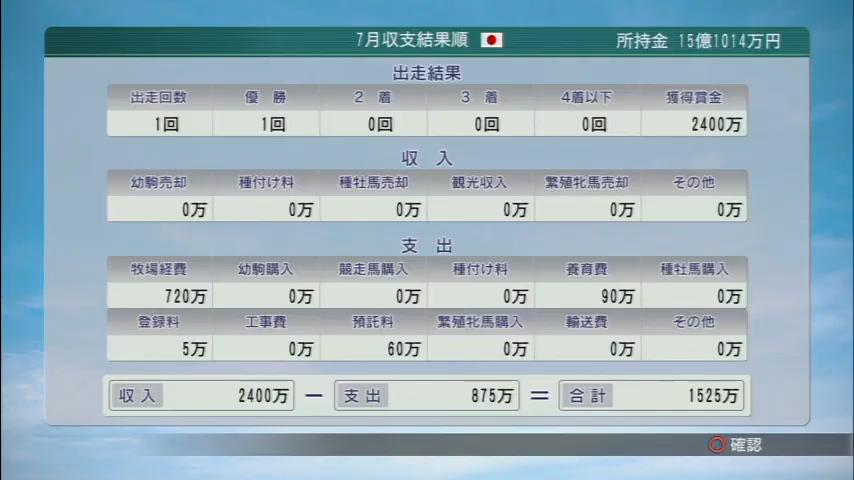 7月収支結果順 所持金 15億1014万円
出走結果
出走回数 優勝 2着 3着 4着以下 獲得賞金
1回 1回 0回 0回 0回 2400万
収入
幼駒売却 種付け料 種牡馬売却 観光収入 繁殖牝馬売却 その他
0万 0万 0万 0万 0万 0万
支出
牧場経費 幼駒購入 競走馬購入 種付け料 養育費 種牡馬購入
720万 0万 0万 0万 90万 0万
登録料 工事費 預託料 繁殖牝馬購入 輸送費 その他
5万 0万 60万 0万 0万 0万
収入 2400万 － 支出 875万 ＝ 合計 1525万
確認